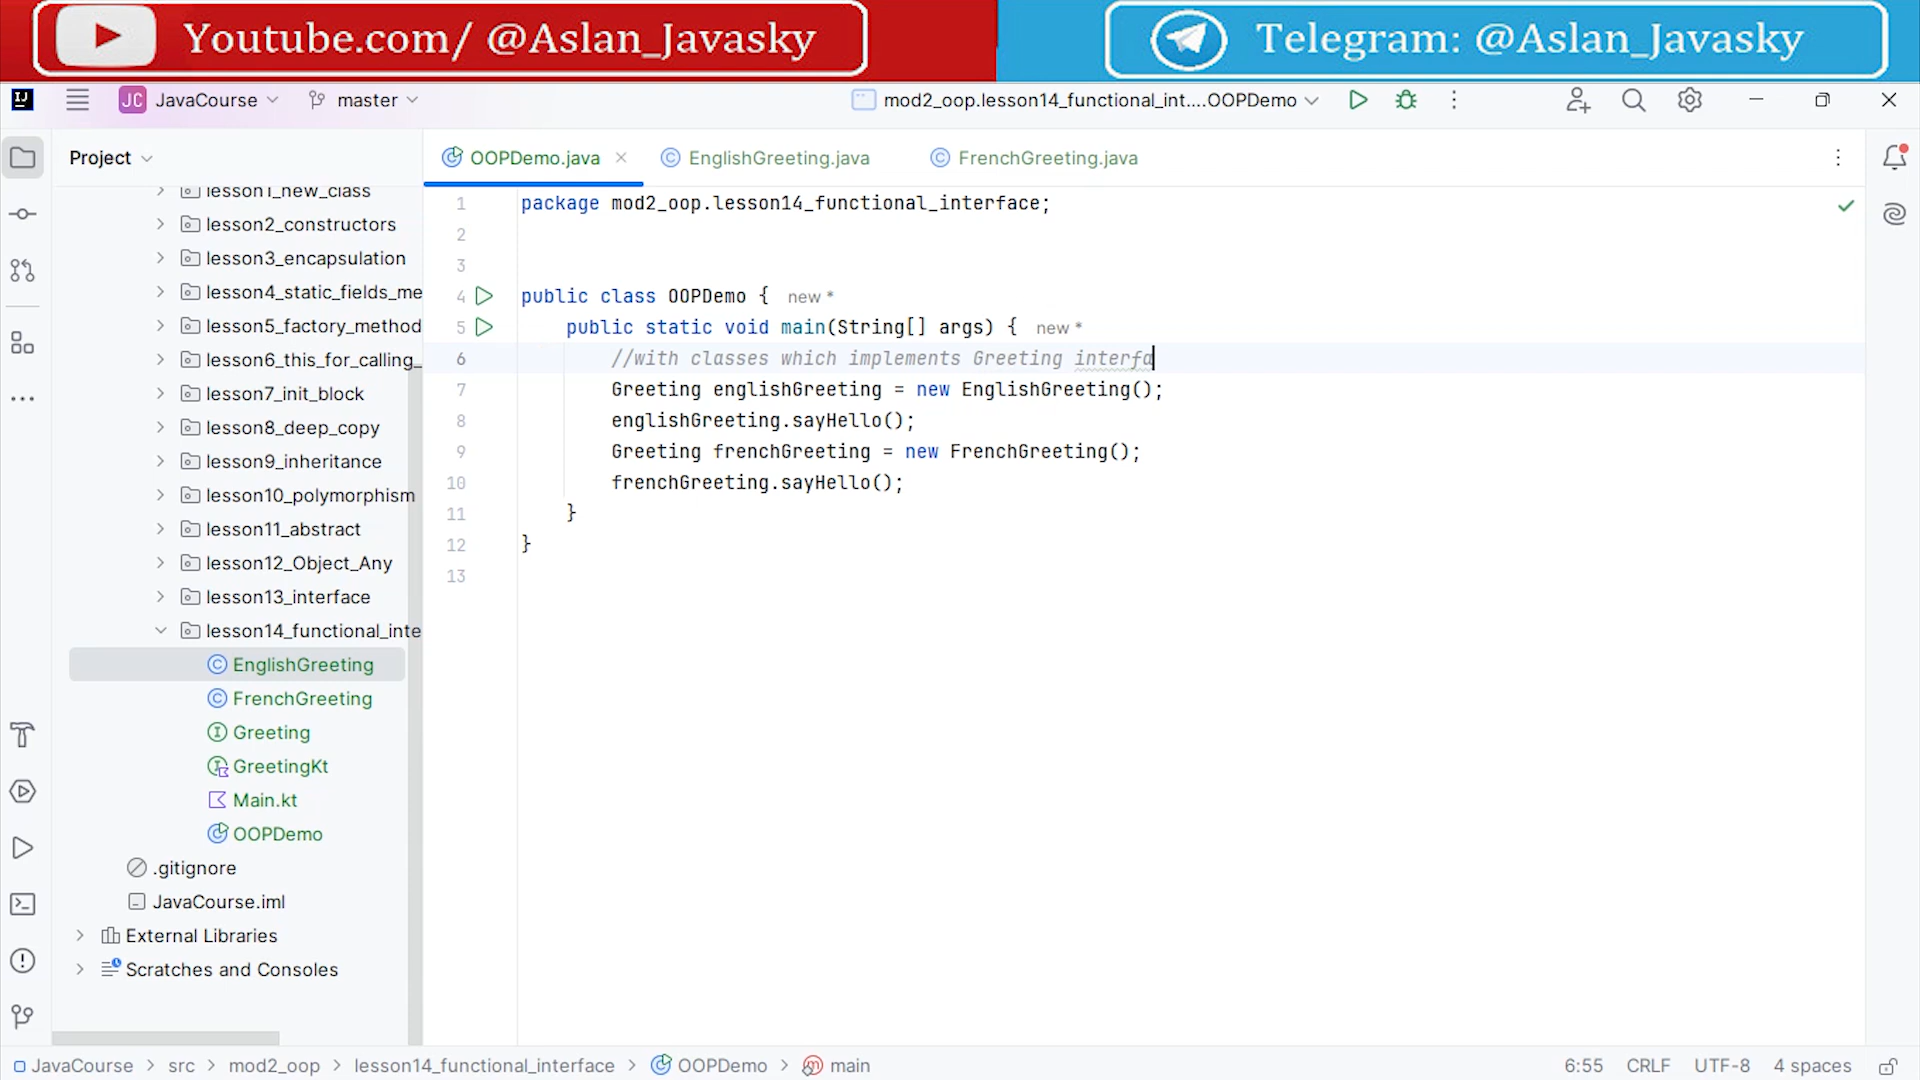 Youtube.com/ @Aslan_Javasky
Telegram: @Aslan_Javasky
IJ
JC JavaCourse
master
mod2_oop.lesson14_functional_int....OOPDemo
Project
OOPDemo.java
EnglishGreeting.java
FrenchGreeting.java
lesson1_new_class
lesson2_constructors
lesson3_encapsulation
lesson4_static_fields_me
lesson5_factory_method
lesson6_this_for_calling_
lesson7_init_block
lesson8_deep_copy
lesson9_inheritance
lesson10_polymorphism
lesson11_abstract
lesson12_Object_Any
lesson13_interface
lesson14_functional_inte
EnglishGreeting
FrenchGreeting
Greeting
GreetingKt
Main.kt
OOPDemo
.gitignore
JavaCourse.iml
External Libraries
Scratches and Consoles
1 package mod2_oop.lesson14_functional_interface;
2
3
4 public class OOPDemo { new *
5 public static void main(String[] args) { new *
6 //with classes which implements Greeting interfa
7 Greeting englishGreeting = new EnglishGreeting();
8 englishGreeting.sayHello();
9 Greeting frenchGreeting = new FrenchGreeting();
10 frenchGreeting.sayHello();
11 }
12 }
13
JavaCourse > src > mod2_oop > lesson14_functional_interface > OOPDemo > main
6:55 CRLF UTF-8 4 spaces